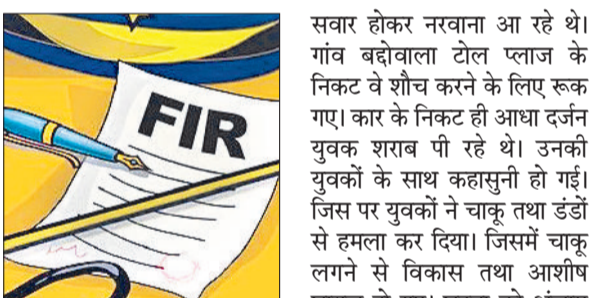 FIR
सवार होकर नरवाना आ रहे थे।
गांव बद्दोवाला टोल प्लाज के
निकट वे शौच करने के लिए रूक
गए। कार के निकट ही आधा दर्जन
युवक शराब पी रहे थे। उनकी
युवकों के साथ कहासुनी हो गई।
जिस पर युवकों ने चाकू तथा डंडों
से हमला कर दिया। जिसमें चाकू
लगने से विकास तथा आशीष